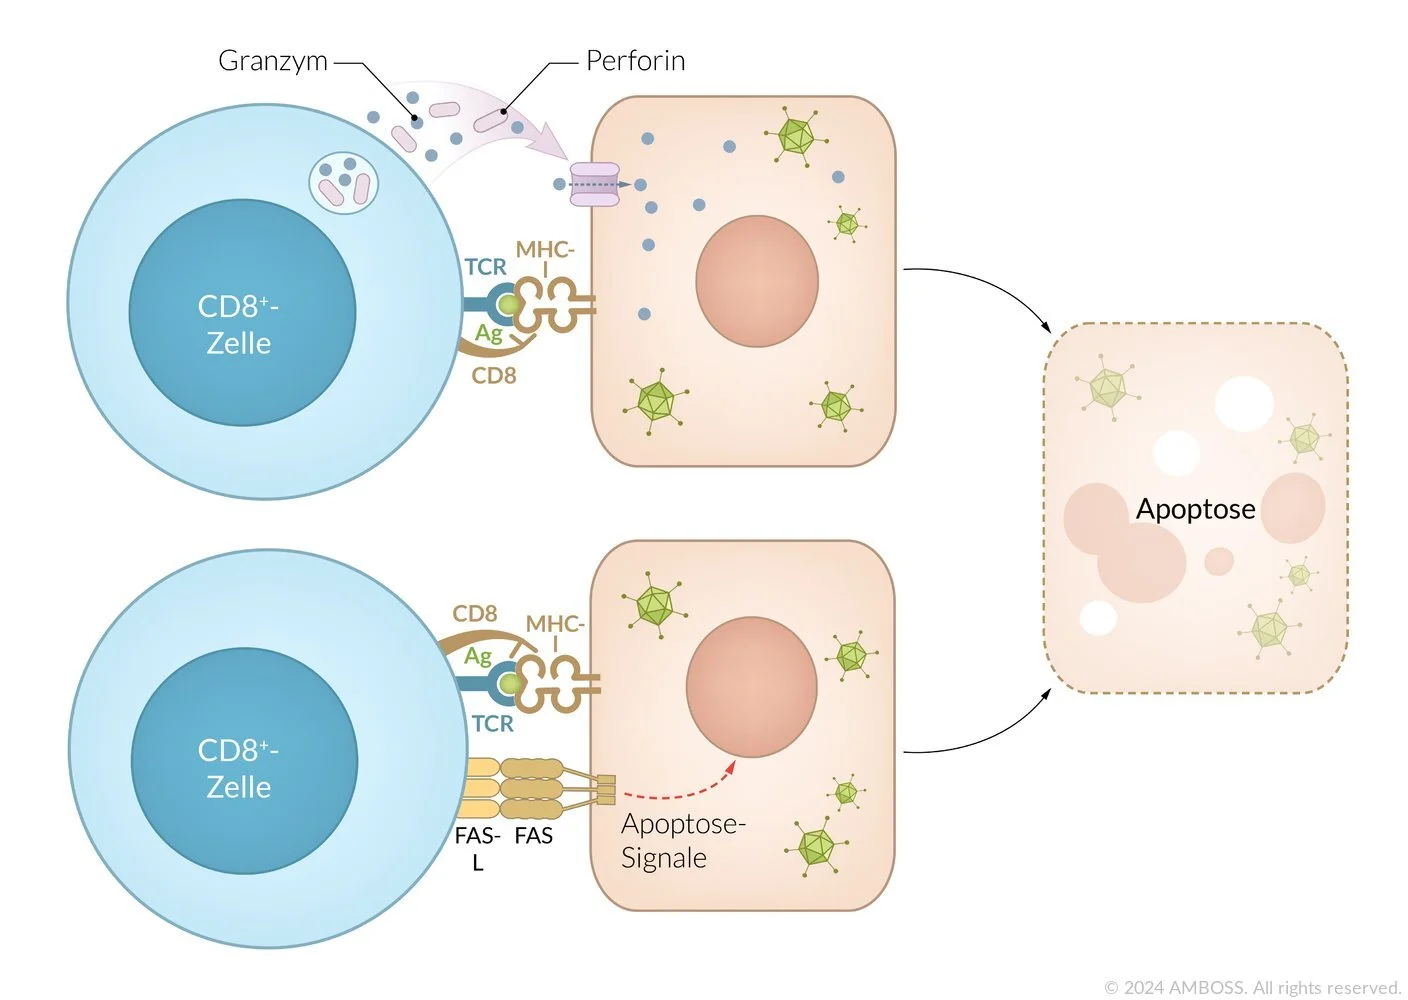 Granzym
Perforin
MHC-
TCR
Ag
CD8
CD8⁺-
Zelle
Apoptose
CD8
MHC-
Ag
TCR
CD8⁺-
Zelle
FAS-
L
FAS
Apoptose-
Signale
© 2024 AMBOSS. All rights reserved.